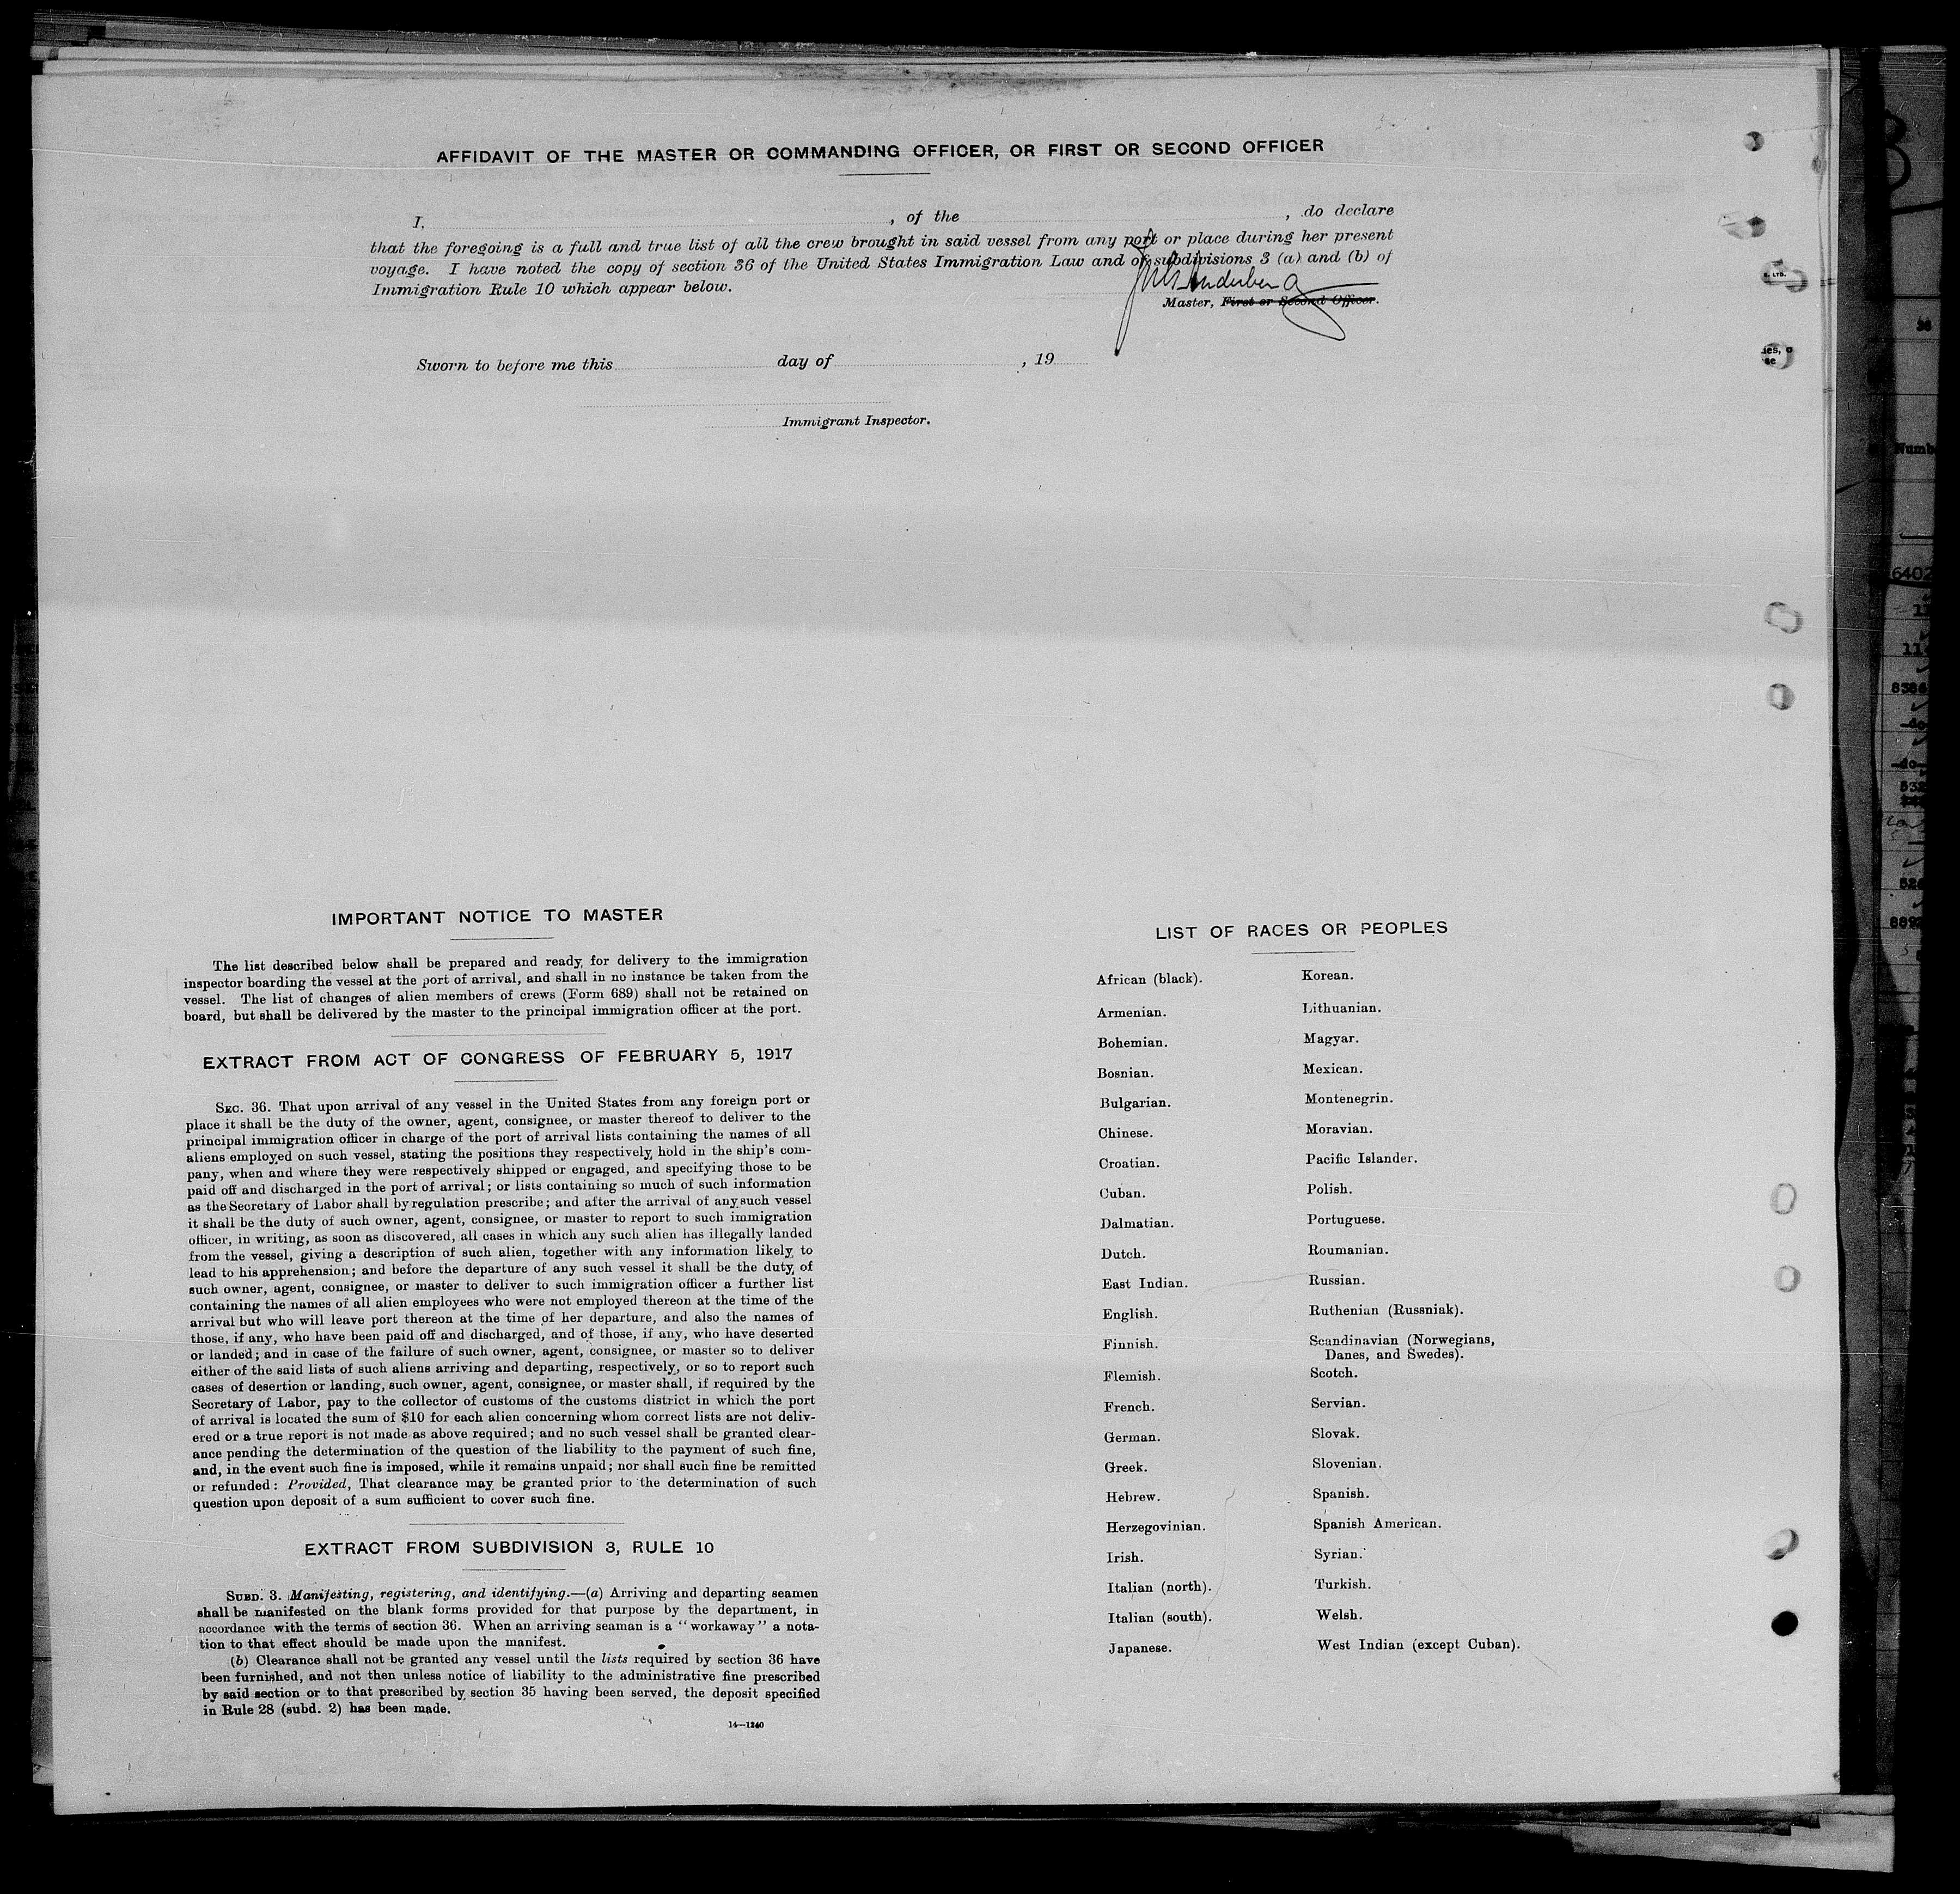 AFFIDAVIT OF THE MASTER OR COMMANDING OFFICER, OR FIRST OR SECOND OFFICER
I, , of the , do declare
that the foregoing is a full and true list of all the crew brought in said vessel from any port or place during her present
voyage. I have noted the copy of section 36 of the United States Immigration Law and of subdivisions 3 (a) and (b) of
Immigration Rule 10 which appear below.
Master, First or Second Officer.
Sworn to before me this day of , 19
Immigrant Inspector.
IMPORTANT NOTICE TO MASTER
The list described below shall be prepared and ready for delivery to the immigration
inspector boarding the vessel at the port of arrival, and shall in no instance be taken from the
vessel. The list of changes of alien members of crews (Form 689) shall not be retained on
board, but shall be delivered by the master to the principal immigration officer at the port.
EXTRACT FROM ACT OF CONGRESS OF FEBRUARY 5, 1917
SEC. 36. That upon arrival of any vessel in the United States from any foreign port or
place it shall be the duty of the owner, agent, consignee, or master thereof to deliver to the
principal immigration officer in charge of the port of arrival lists containing the names of all
aliens employed on such vessel, stating the positions they respectively hold in the ship's com-
pany, when and where they were respectively shipped or engaged, and specifying those to be
paid off and discharged in the port of arrival; or lists containing so much of such information
as the Secretary of Labor shall by regulation prescribe; and after the arrival of any such vessel
it shall be the duty of such owner, agent, consignee, or master to report to such immigration
officer, in writing, as soon as discovered, all cases in which any such alien has illegally landed
from the vessel, giving a description of such alien, together with any information likely to
lead to his apprehension; and before the departure of any such vessel it shall be the duty of
such owner, agent, consignee, or master to deliver to such immigration officer a further list
containing the names of all alien employees who were not employed thereon at the time of the
arrival but who will leave port thereon at the time of her departure, and also the names of
those, if any, who have been paid off and discharged, and of those, if any, who have deserted
or landed; and in case of the failure of such owner, agent, consignee, or master so to deliver
either of the said lists of such aliens arriving and departing, respectively, or so to report such
cases of desertion or landing, such owner, agent, consignee, or master shall, if required by the
Secretary of Labor, pay to the collector of customs of the customs district in which the port
of arrival is located the sum of $10 for each alien concerning whom correct lists are not deliv-
ered or a true report is not made as above required; and no such vessel shall be granted clear-
ance pending the determination of the question of the liability to the payment of such fine,
and, in the event such fine is imposed, while it remains unpaid; nor shall such fine be remitted
or refunded: Provided, That clearance may be granted prior to the determination of such
question upon deposit of a sum sufficient to cover such fine.
EXTRACT FROM SUBDIVISION 3, RULE 10
SUBD. 3. Manifesting, registering, and identifying.—(a) Arriving and departing seamen
shall be manifested on the blank forms provided for that purpose by the department, in
accordance with the terms of section 36. When an arriving seaman is a "workaway" a nota-
tion to that effect should be made upon the manifest.
(b) Clearance shall not be granted any vessel until the lists required by section 36 have
been furnished, and not then unless notice of liability to the administrative fine prescribed
by said section or to that prescribed by section 35 having been served, the deposit specified
in Rule 28 (subd. 2) has been made.
14—1240
LIST OF RACES OR PEOPLES
African (black).
Armenian.
Bohemian.
Bosnian.
Bulgarian.
Chinese.
Croatian.
Cuban.
Dalmatian.
Dutch.
East Indian.
English.
Finnish.
Flemish.
French.
German.
Greek.
Hebrew.
Herzegovinian.
Irish.
Italian (north).
Italian (south).
Japanese.
Korean.
Lithuanian.
Magyar.
Mexican.
Montenegrin.
Moravian.
Pacific Islander.
Polish.
Portuguese.
Roumanian.
Russian.
Ruthenian (Russniak).
Scandinavian (Norwegians,
Danes, and Swedes).
Scotch.
Servian.
Slovak.
Slovenian.
Spanish.
Spanish American.
Syrian.
Turkish.
Welsh.
West Indian (except Cuban).